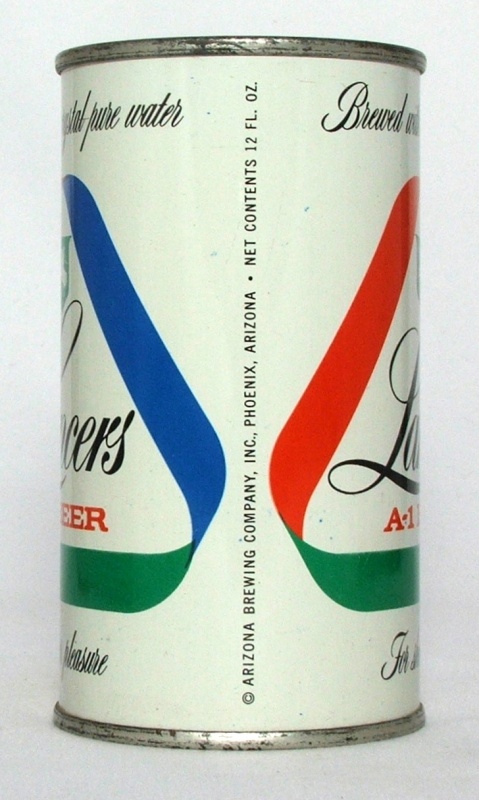 pure water
Brewed
© ARIZONA BREWING COMPANY, INC., PHOENIX, ARIZONA • NET CONTENTS 12 FL. OZ.
cers
La
EER
A-1
pleasure
For